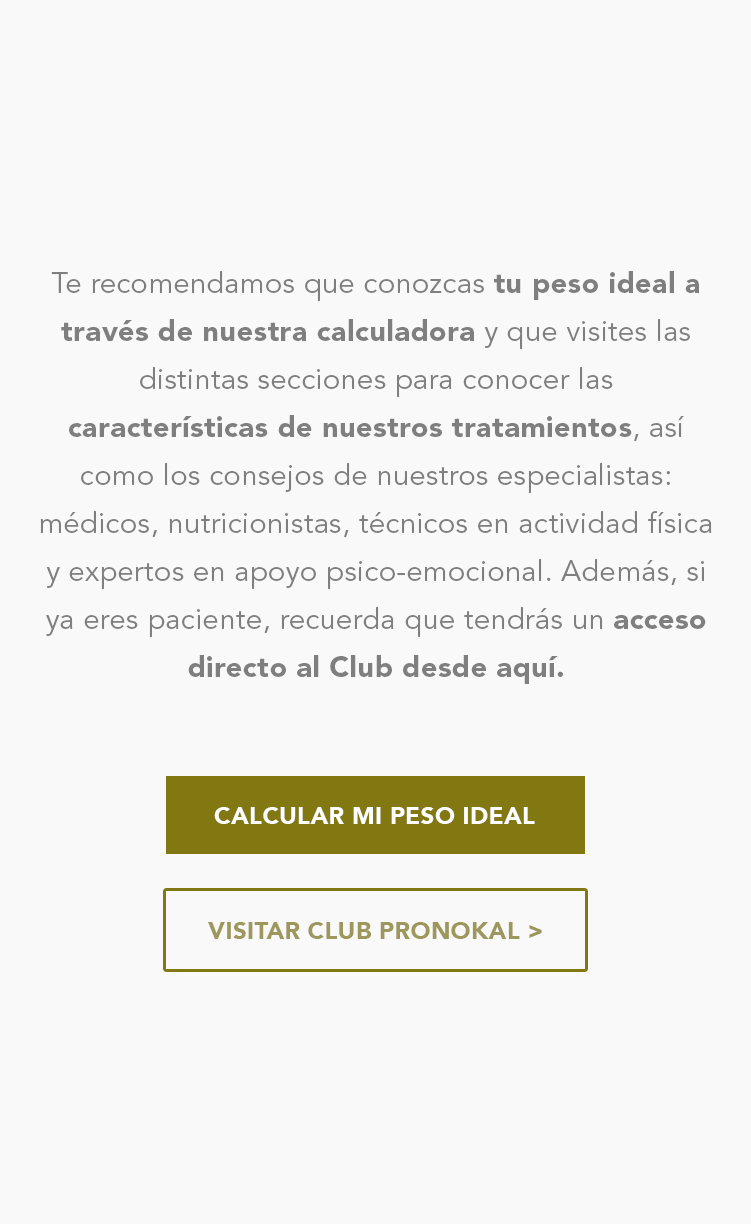 Te recomendamos que conozcas tu peso ideal a
través de nuestra calculadora y que visites las
distintas secciones para conocer las
características de nuestros tratamientos, así
como los consejos de nuestros especialistas:
médicos, nutricionistas, técnicos en actividad física
y expertos en apoyo psico-emocional. Además, si
ya eres paciente, recuerda que tendrás un acceso
directo al Club desde aquí.
CALCULAR MI PESO IDEAL
VISITAR CLUB PRONOKAL >